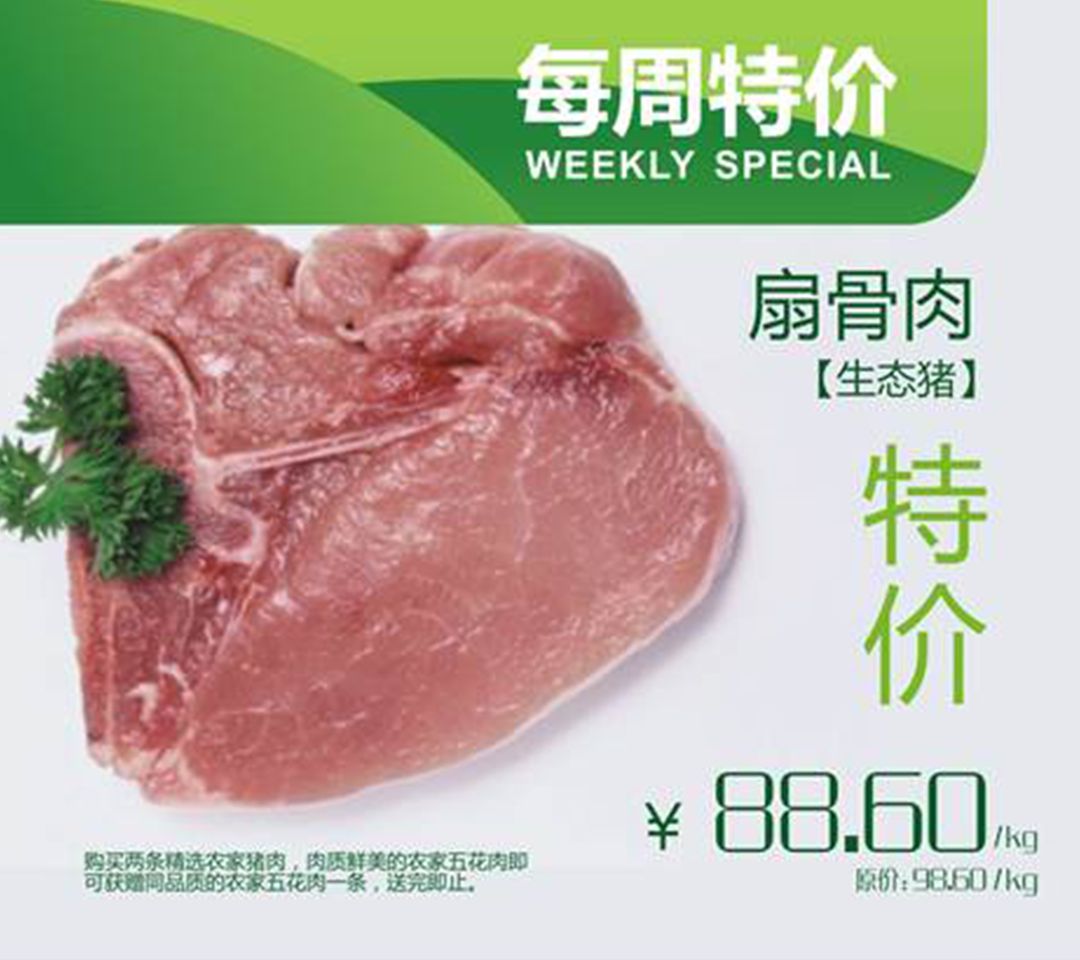 每周特价
WEEKLY SPECIAL
扇骨肉
【生态猪】
特
价
¥ 88.60/kg
原价:98.60/kg
购买两条精选农家猪肉，肉质鲜美的农家五花肉即
可获赠同品质的农家五花肉一条，送完即止。